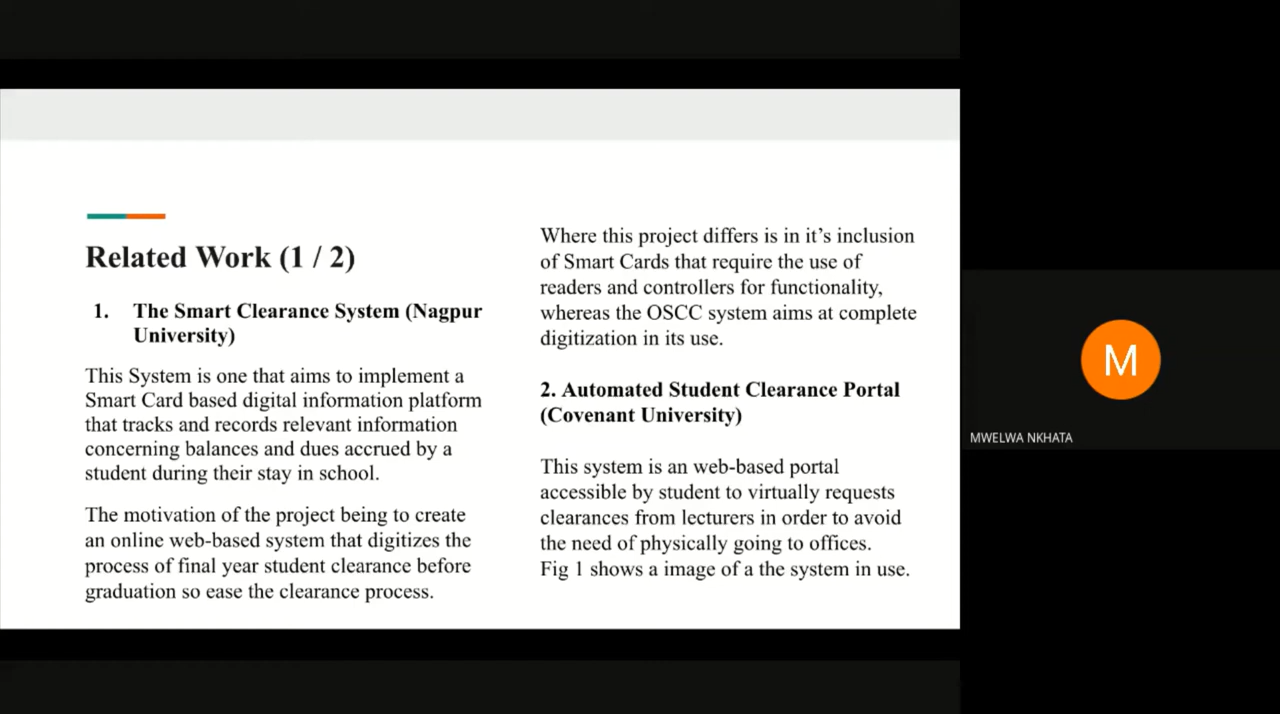 Related Work (1 / 2)
1. The Smart Clearance System (Nagpur
University)
This System is one that aims to implement a
Smart Card based digital information platform
that tracks and records relevant information
concerning balances and dues accrued by a
student during their stay in school.
The motivation of the project being to create
an online web-based system that digitizes the
process of final year student clearance before
graduation so ease the clearance process.
Where this project differs is in it’s inclusion
of Smart Cards that require the use of
readers and controllers for functionality,
whereas the OSCC system aims at complete
digitization in its use.
2. Automated Student Clearance Portal
(Covenant University)
This system is an web-based portal
accessible by student to virtually requests
clearances from lecturers in order to avoid
the need of physically going to offices.
Fig 1 shows a image of a the system in use.
M
MWELWA NKHATA